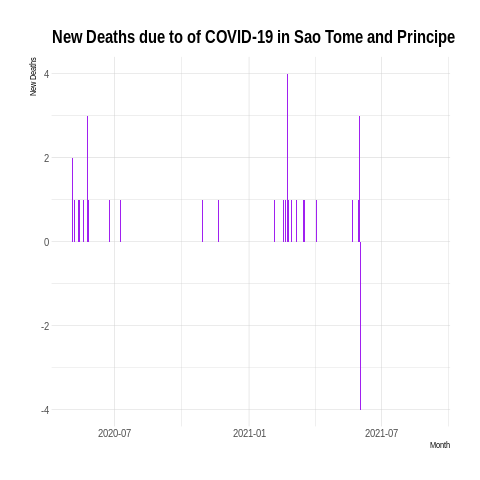 New Deaths due to of COVID-19 in Sao Tome and Principe
New Deaths
4
2
0
-2
-4
2020-07
2021-01
2021-07
Month